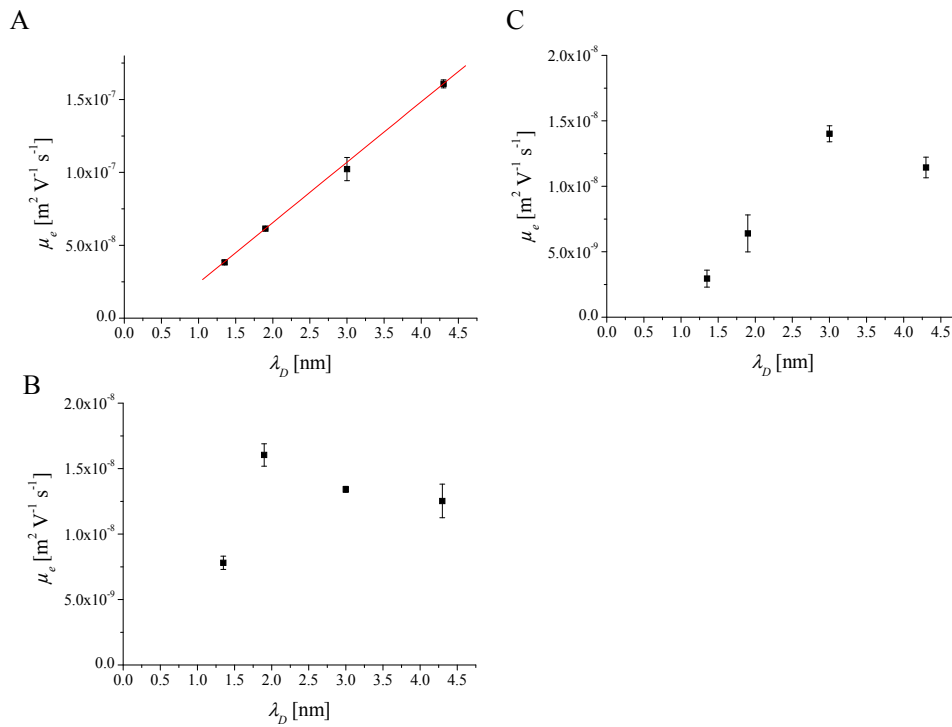 A
1.5x10⁻⁷
1.0x10⁻⁷
5.0x10⁻⁸
0.0
μₑ [m² V⁻¹ s⁻¹]
0.0 0.5 1.0 1.5 2.0 2.5 3.0 3.5 4.0 4.5
λ_D [nm]
B
2.0x10⁻⁸
1.5x10⁻⁸
1.0x10⁻⁸
5.0x10⁻⁹
0.0
μₑ [m² V⁻¹ s⁻¹]
0.0 0.5 1.0 1.5 2.0 2.5 3.0 3.5 4.0 4.5
λ_D [nm]
C
2.0x10⁻⁸
1.5x10⁻⁸
1.0x10⁻⁸
5.0x10⁻⁹
0.0
μₑ [m² V⁻¹ s⁻¹]
0.0 0.5 1.0 1.5 2.0 2.5 3.0 3.5 4.0 4.5
λ_D [nm]